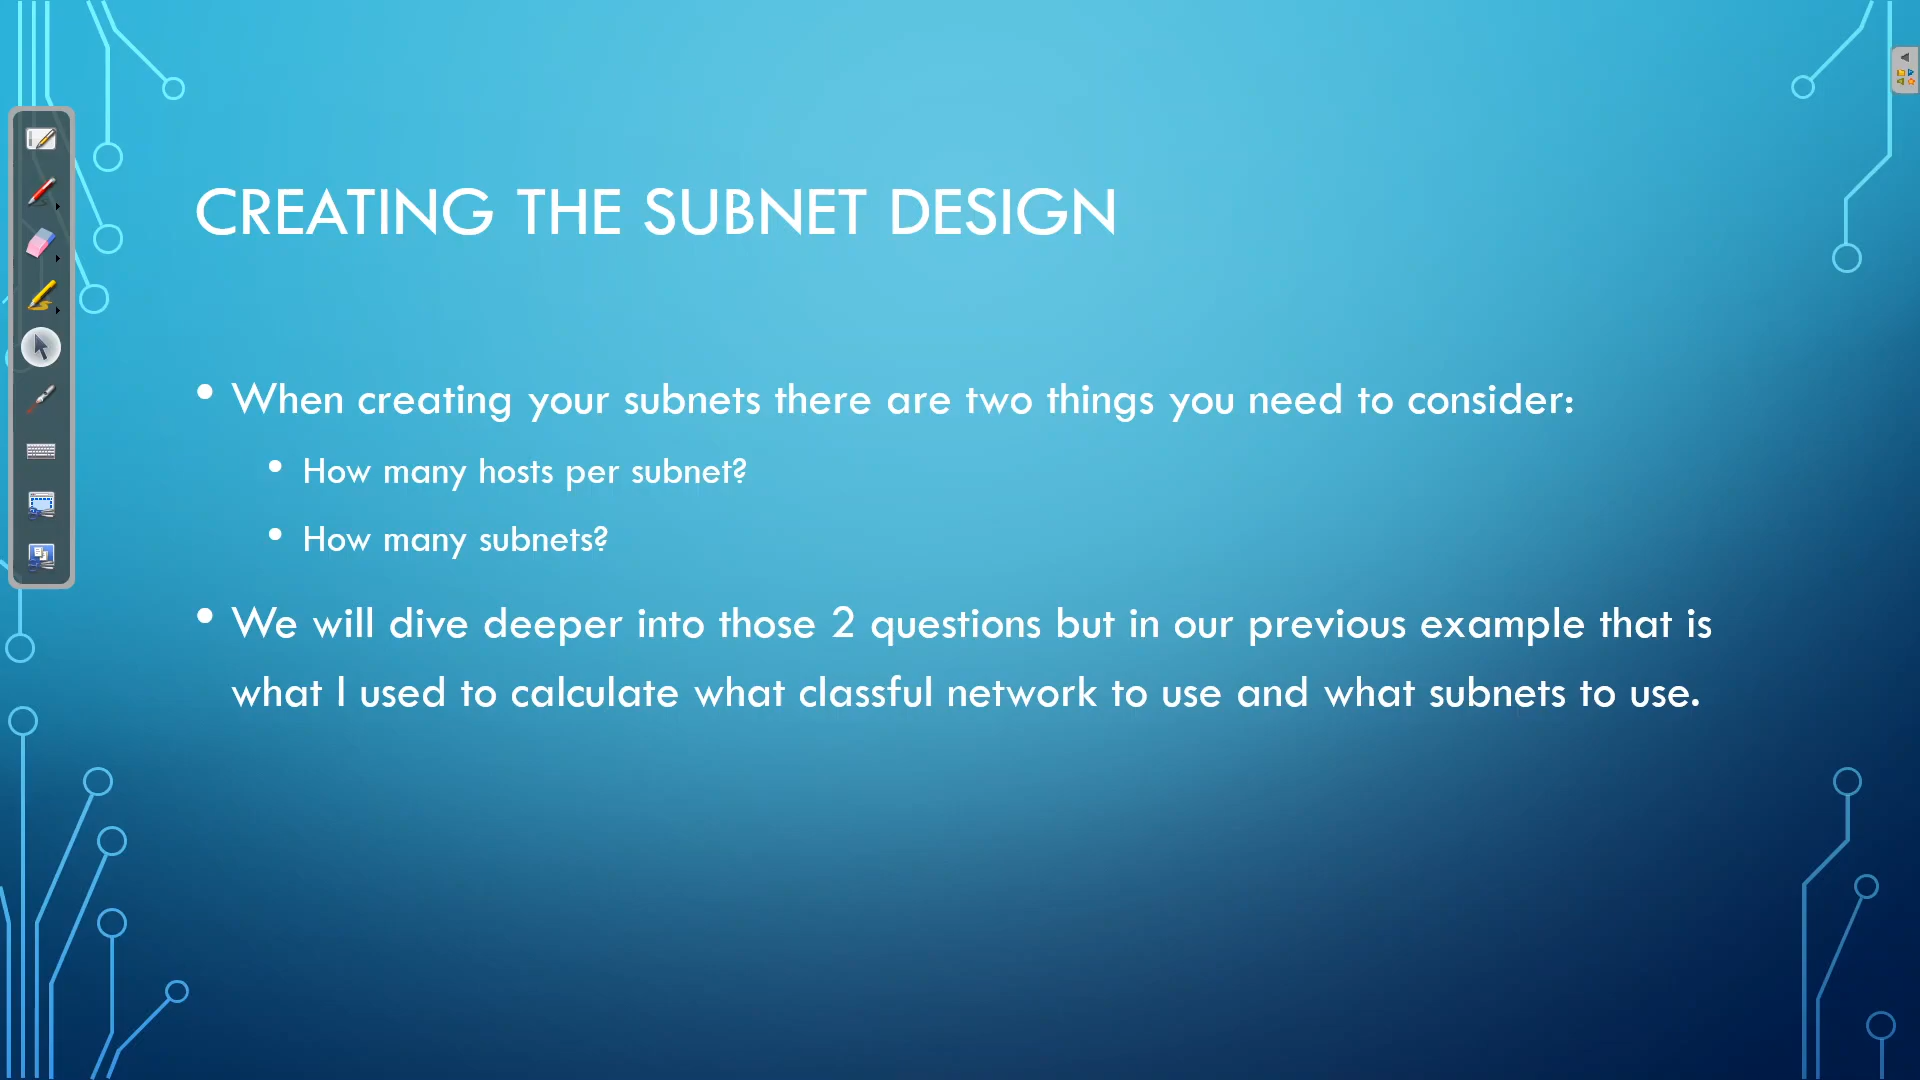 CREATING THE SUBNET DESIGN
• When creating your subnets there are two things you need to consider:
• How many hosts per subnet?
• How many subnets?
• We will dive deeper into those 2 questions but in our previous example that is
what I used to calculate what classful network to use and what subnets to use.